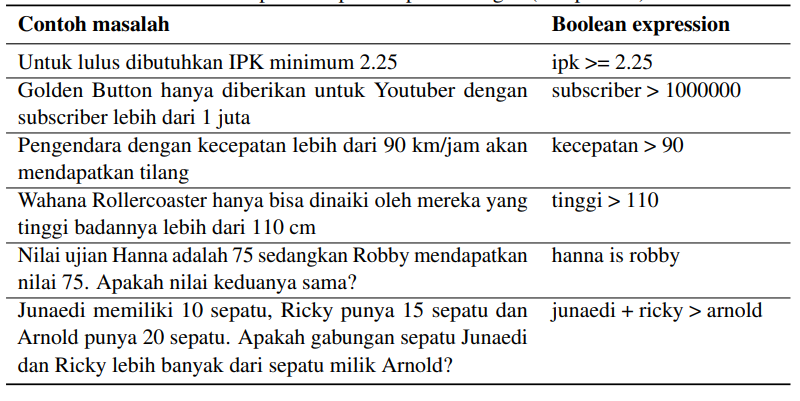 Contoh masalah Boolean expression
Untuk lulus dibutuhkan IPK minimum 2.25 ipk >= 2.25
Golden Button hanya diberikan untuk Youtuber dengan subscriber > 1000000
subscriber lebih dari 1 juta
Pengendara dengan kecepatan lebih dari 90 km/jam akan kecepatan > 90
mendapatkan tilang
Wahana Rollercoaster hanya bisa dinaiki oleh mereka yang tinggi > 110
tinggi badannya lebih dari 110 cm
Nilai ujian Hanna adalah 75 sedangkan Robby mendapatkan hanna is robby
nilai 75. Apakah nilai keduanya sama?
Junaedi memiliki 10 sepatu, Ricky punya 15 sepatu dan junaedi + ricky > arnold
Arnold punya 20 sepatu. Apakah gabungan sepatu Junaedi
dan Ricky lebih banyak dari sepatu milik Arnold?